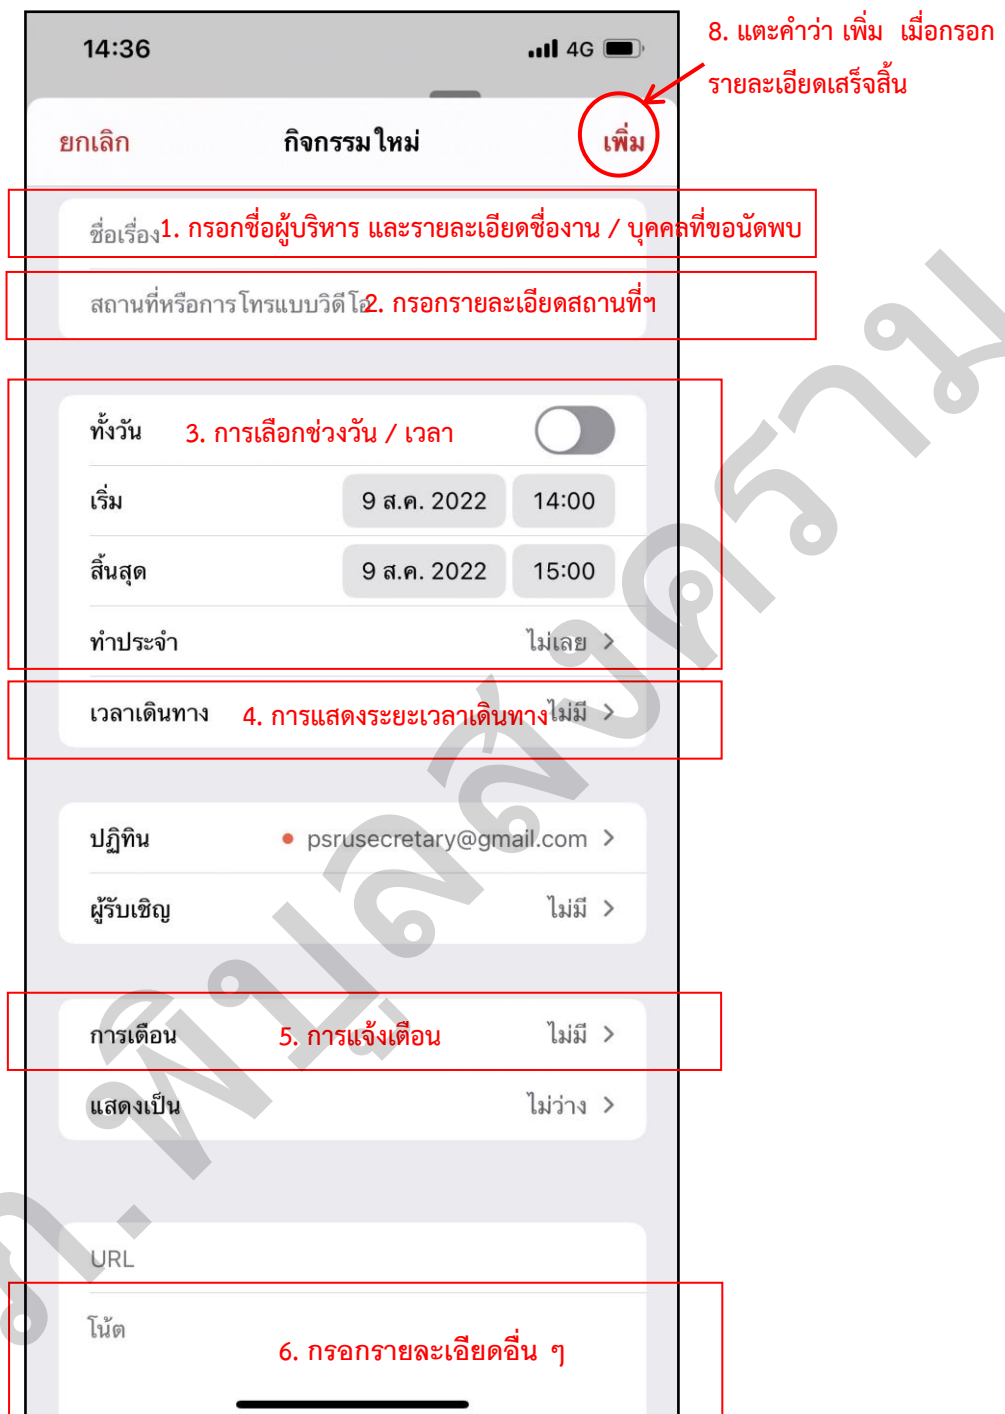 8. แตะคำว่า เพิ่ม เมื่อกรอก
รายละเอียดเสร็จสิ้น
14:36 4G
ยกเลิก กิจกรรมใหม่ เพิ่ม
ชื่อเรื่อง 1. กรอกชื่อผู้บริหาร และรายละเอียดชื่องาน / บุคคลที่ขอนัดพบ
สถานที่หรือการโทรแบบวิดีโอ 2. กรอกรายละเอียดสถานที่ฯ
ทั้งวัน 3. การเลือกช่วงวัน / เวลา
เริ่ม 9 ส.ค. 2022 14:00
สิ้นสุด 9 ส.ค. 2022 15:00
ทำประจำ ไม่เลย >
เวลาเดินทาง 4. การแสดงระยะเวลาเดินทาง ไม่มี >
ปฏิทิน • psrusecretary@gmail.com >
ผู้รับเชิญ ไม่มี >
การเตือน 5. การแจ้งเตือน ไม่มี >
แสดงเป็น ไม่ว่าง >
URL
โน้ต
6. กรอกรายละเอียดอื่น ๆ
ภ.พิบูลสงคราม